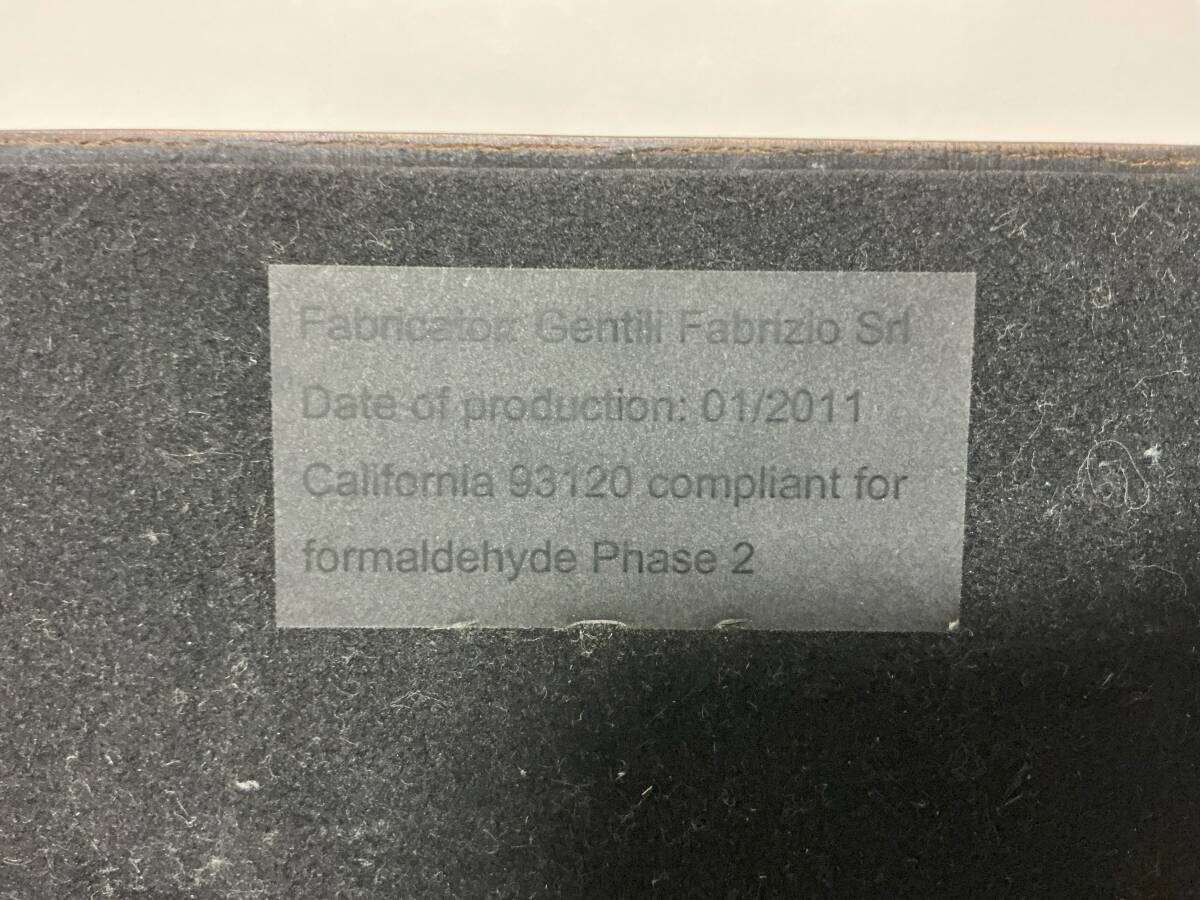 Fabricator: Gentili Fabrizio Srl
Date of production: 01/2011
California 93120 compliant for
formaldehyde Phase 2